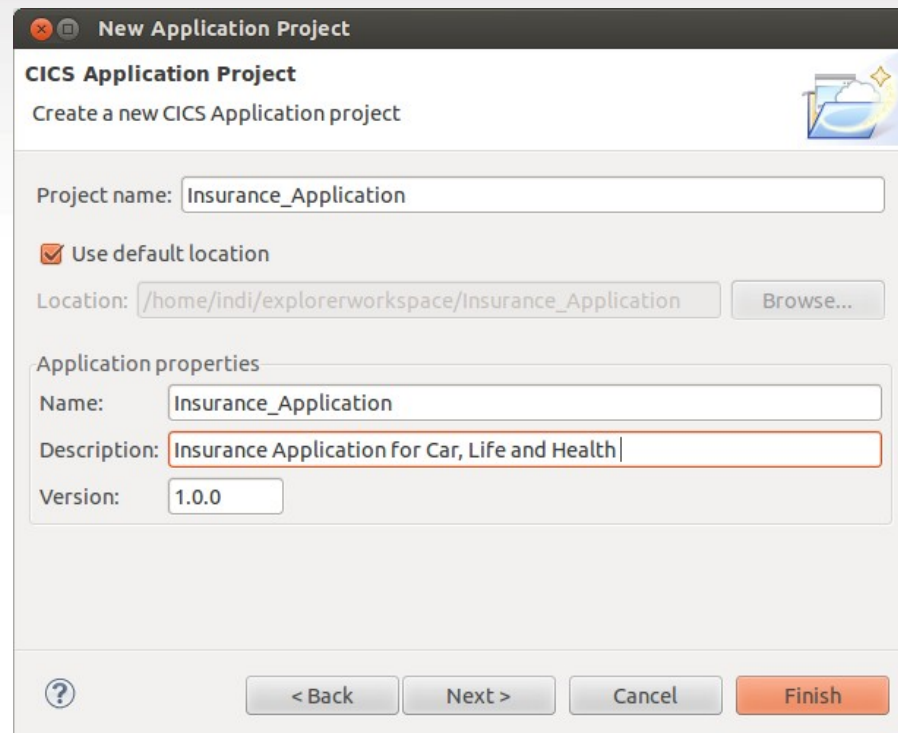 New Application Project
CICS Application Project
Create a new CICS Application project
Project name: Insurance_Application
Use default location
Location: /home/indi/explorerworkspace/Insurance_Application Browse...
Application properties
Name: Insurance_Application
Description: Insurance Application for Car, Life and Health
Version: 1.0.0
? < Back Next > Cancel Finish